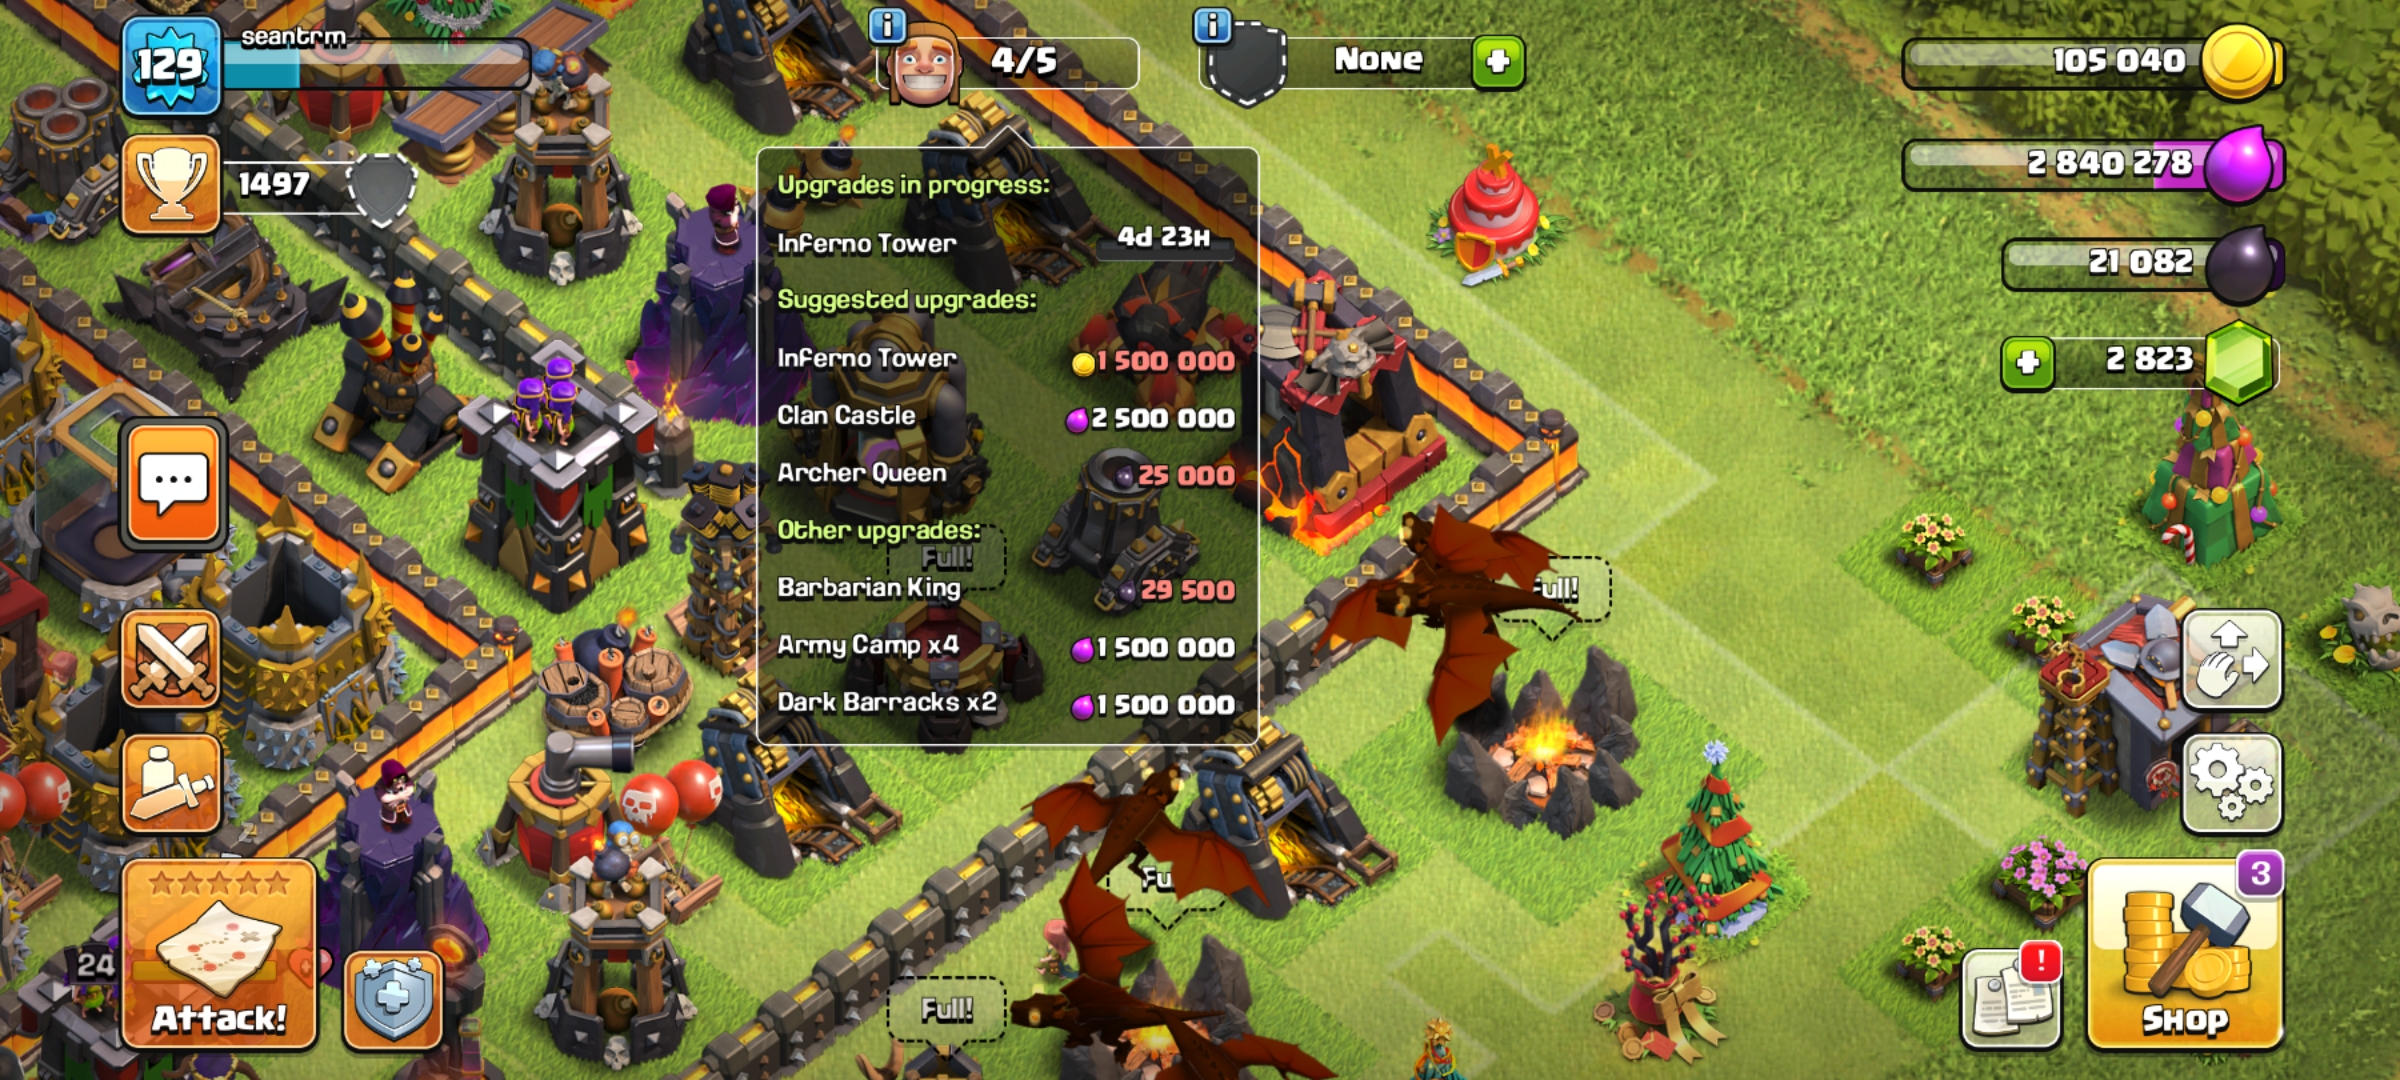 129
seantrm
4/5
None
105 040
1497
2 840 278
21 082
2 823
Upgrades in progress:
Inferno Tower 4d 23H
Suggested upgrades:
Inferno Tower 1 500 000
Clan Castle 2 500 000
Archer Queen 25 000
Other upgrades:
Full!
Barbarian King 29 500
Army Camp x4 1 500 000
Dark Barracks x2 1 500 000
Full!
Fu
Full!
24
Attack!
3
!
Shop